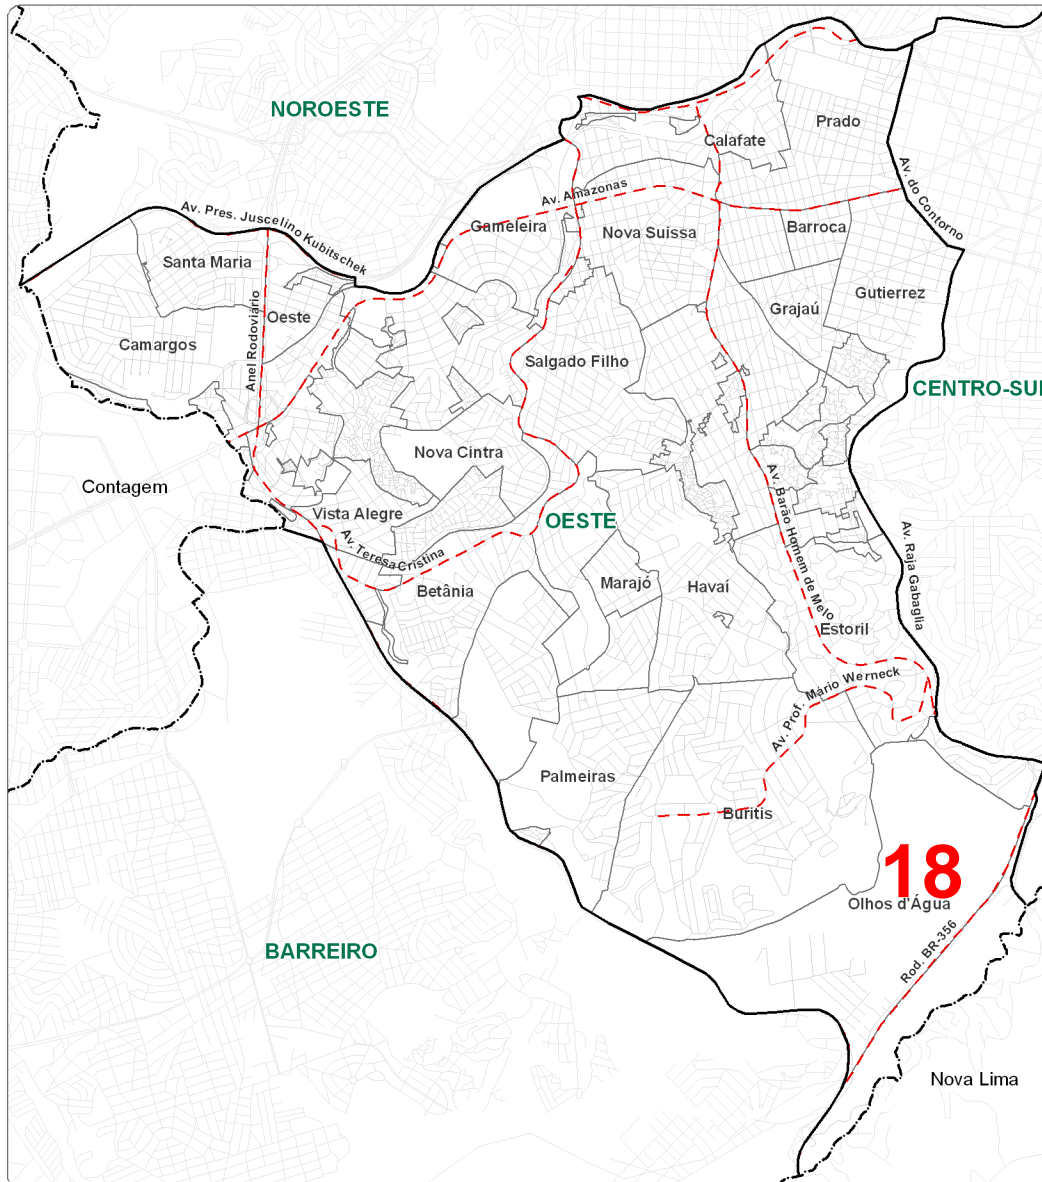 NOROESTE
Prado
Calafate
Av. do Contorno
Av. Amazonas
Av. Pres. Juscelino Kubitschek
Gameleira
Nova Suissa
Barroca
Santa Maria
Gutierrez
Grajaú
Oeste
Anel Rodoviário
Camargos
Salgado Filho
CENTRO-SUL
Nova Cintra
Contagem
Vista Alegre
OESTE
Av. Teresa Cristina
Av. Barão Homem de Melo
Av. Raja Gabaglia
Betânia
Marajó
Havaí
Estoril
Av. Prof. Mário Werneck
Palmeiras
Buritis
18
Olhos d'Água
Rod. BR-356
BARREIRO
Nova Lima